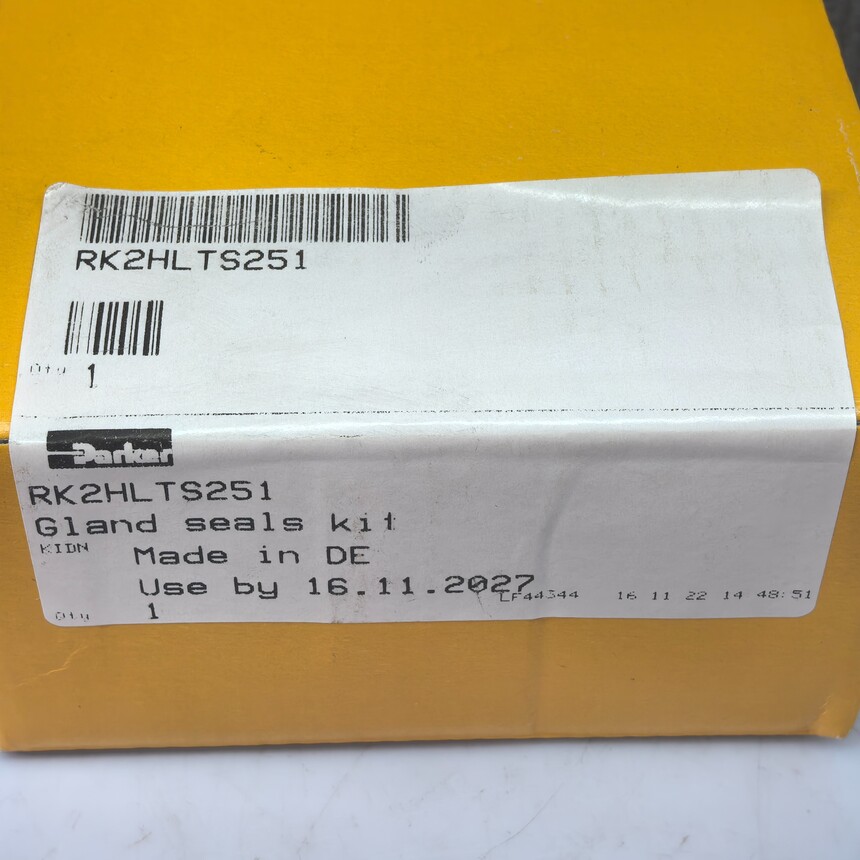 RK2HLTS251
Qty 1
Parker
RK2HLTS251
Gland seals kit
KIDN
Made in DE
Use by 16.11.2027
LF44344 16 11 22 14 48:51
Qty 1